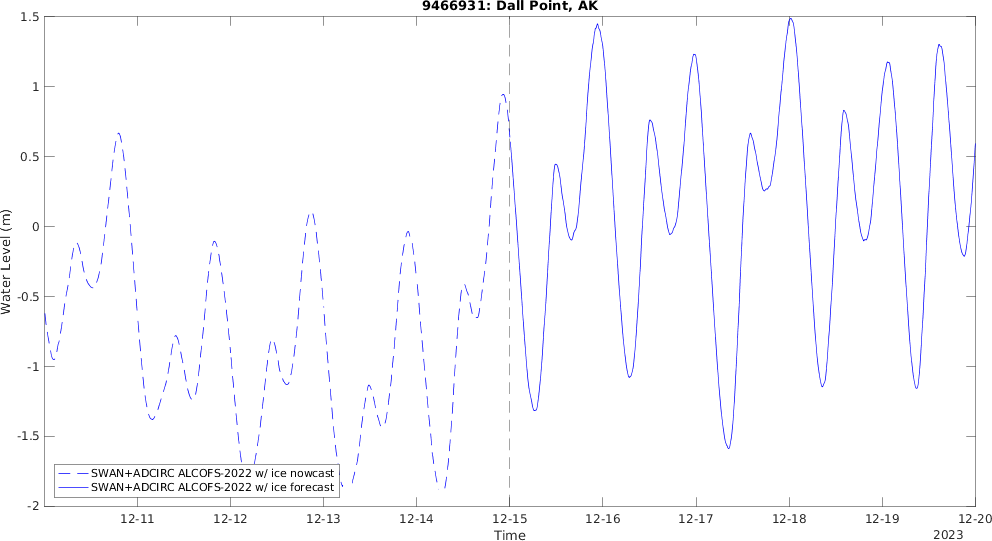 9466931: Dall Point, AK
1.5
1
0.5
0
-0.5
-1
-1.5
-2
Water Level (m)
SWAN+ADCIRC ALCOFS-2022 w/ ice nowcast
SWAN+ADCIRC ALCOFS-2022 w/ ice forecast
12-11 12-12 12-13 12-14 12-15 12-16 12-17 12-18 12-19 12-20
Time
2023